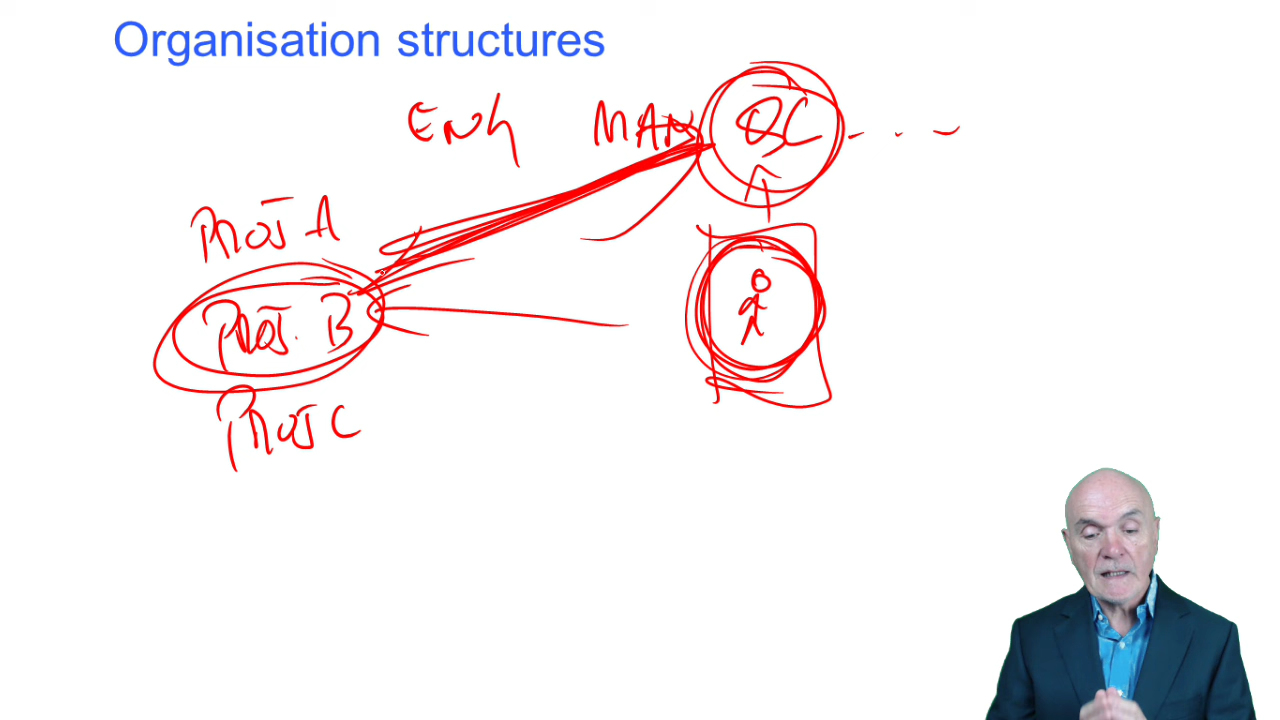 Organisation structures
ENG MAN QC ...
PROJ A
PROJ. B
PROJ C